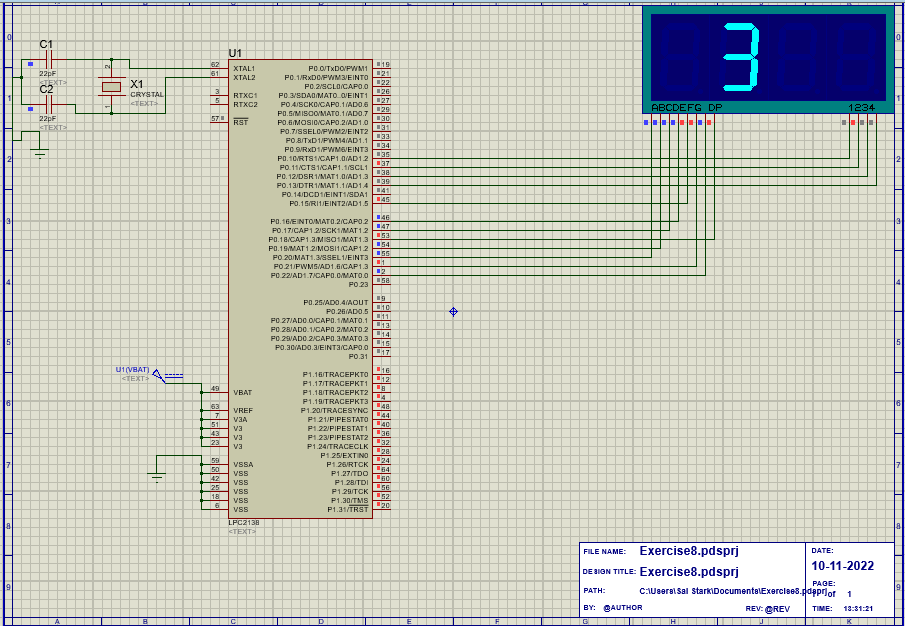 3
ABCDEFG DP
1234
C1
22pF
<TEXT>
C2
22pF
<TEXT>
X1
CRYSTAL
<TEXT>
2
1
U1
62 XTAL1
61 XTAL2
3 RTXC1
5 RTXC2
57 RST
49 VBAT
63 VREF
7 V3A
51 V3
43 V3
23 V3
59 VSSA
50 VSS
42 VSS
25 VSS
18 VSS
6 VSS
U1(VBAT)
<TEXT>
P0.0/TxD0/PWM1 19
P0.1/RxD0/PWM3/EINT0 21
P0.2/SCL0/CAP0.0 22
P0.3/SDA0/MAT0.0/EINT1 26
P0.4/SCK0/CAP0.1/AD0.6 27
P0.5/MISO0/MAT0.1/AD0.7 29
P0.6/MOSI0/CAP0.2/AD1.0 30
P0.7/SSEL0/PWM2/EINT2 31
P0.8/TxD1/PWM4/AD1.1 33
P0.9/RxD1/PWM6/EINT3 34
P0.10/RTS1/CAP1.0/AD1.2 35
P0.11/CTS1/CAP1.1/SCL1 37
P0.12/DSR1/MAT1.0/AD1.3 38
P0.13/DTR1/MAT1.1/AD1.4 39
P0.14/DCD1/EINT1/SDA1 41
P0.15/RI1/EINT2/AD1.5 45
P0.16/EINT0/MAT0.2/CAP0.2 46
P0.17/CAP1.2/SCK1/MAT1.2 47
P0.18/CAP1.3/MISO1/MAT1.3 53
P0.19/MAT1.2/MOSI1/CAP1.2 54
P0.20/MAT1.3/SSEL1/EINT3 55
P0.21/PWM5/AD1.6/CAP1.3 1
P0.22/AD1.7/CAP0.0/MAT0.0 2
P0.23 58
P0.25/AD0.4/AOUT 9
P0.26/AD0.5 10
P0.27/AD0.0/CAP0.1/MAT0.1 11
P0.28/AD0.1/CAP0.2/MAT0.2 13
P0.29/AD0.2/CAP0.3/MAT0.3 14
P0.30/AD0.3/EINT3/CAP0.0 15
P0.31 17
P1.16/TRACEPKT0 16
P1.17/TRACEPKT1 12
P1.18/TRACEPKT2 8
P1.19/TRACEPKT3 4
P1.20/TRACESYNC 48
P1.21/PIPESTAT0 44
P1.22/PIPESTAT1 40
P1.23/PIPESTAT2 36
P1.24/TRACECLK 32
P1.25/EXTIN0 28
P1.26/RTCK 24
P1.27/TDO 64
P1.28/TDI 60
P1.29/TCK 56
P1.30/TMS 52
P1.31/TRST 20
LPC2138
<TEXT>
FILE NAME: Exercise8.pdsprj
DESIGN TITLE: Exercise8.pdsprj
PATH: C:\Users\Sai Stark\Documents\Exercise8.pdsprj
BY: @AUTHOR
REV: @REV
DATE:
10-11-2022
PAGE:
of 1
TIME: 13:31:21